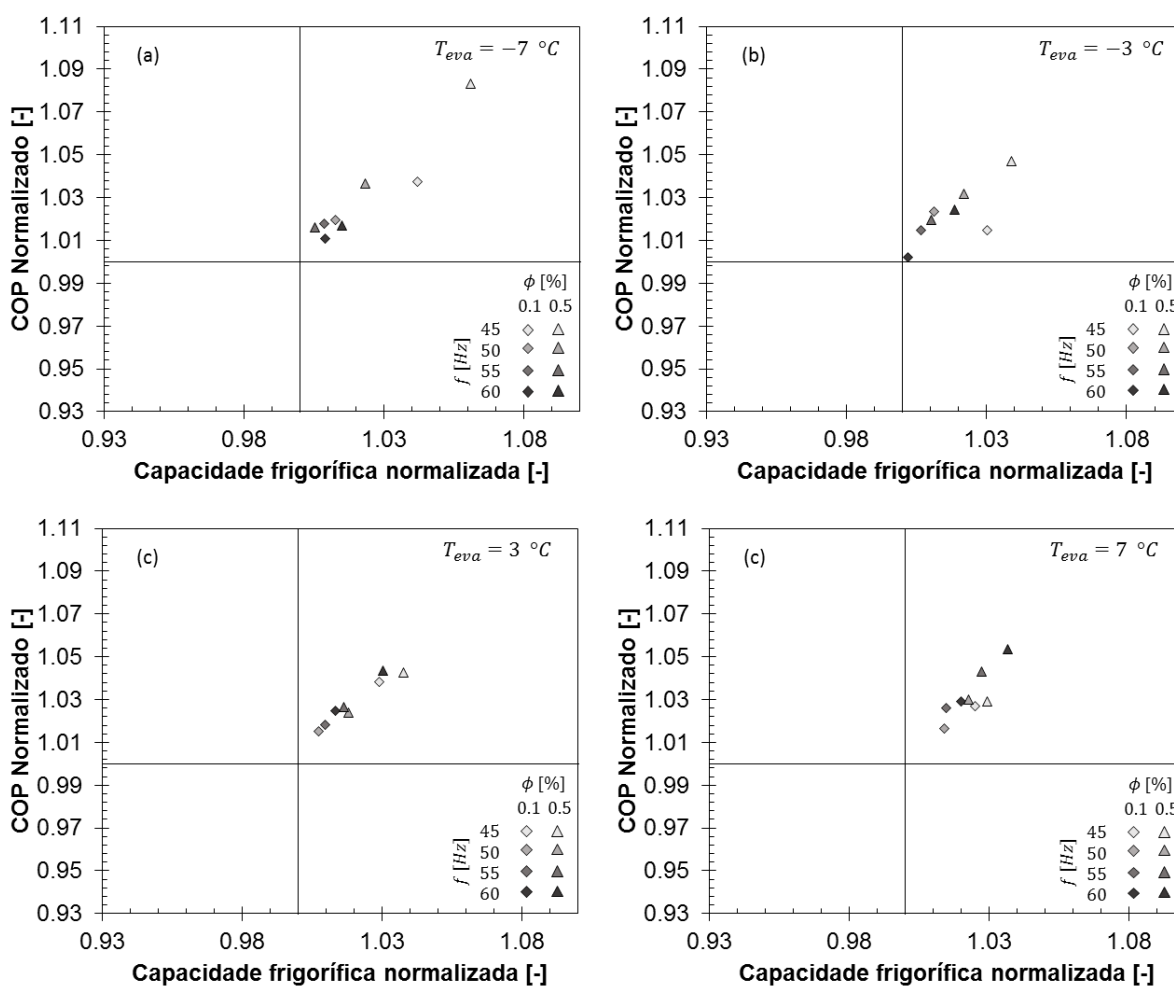 1.11
1.09
1.07
1.05
1.03
1.01
0.99
0.97
0.95
0.93
COP Normalizado [-]
(a)
T_eva = −7 °C
ϕ [%]
0.1 0.5
f [Hz]
45
50
55
60
0.93 0.98 1.03 1.08
Capacidade frigorífica normalizada [-]
1.11
1.09
1.07
1.05
1.03
1.01
0.99
0.97
0.95
0.93
COP Normalizado [-]
(b)
T_eva = −3 °C
ϕ [%]
0.1 0.5
f [Hz]
45
50
55
60
0.93 0.98 1.03 1.08
Capacidade frigorífica normalizada [-]
1.11
1.09
1.07
1.05
1.03
1.01
0.99
0.97
0.95
0.93
COP Normalizado [-]
(c)
T_eva = 3 °C
ϕ [%]
0.1 0.5
f [Hz]
45
50
55
60
0.93 0.98 1.03 1.08
Capacidade frigorífica normalizada [-]
1.11
1.09
1.07
1.05
1.03
1.01
0.99
0.97
0.95
0.93
COP Normalizado [-]
(c)
T_eva = 7 °C
ϕ [%]
0.1 0.5
f [Hz]
45
50
55
60
0.93 0.98 1.03 1.08
Capacidade frigorífica normalizada [-]